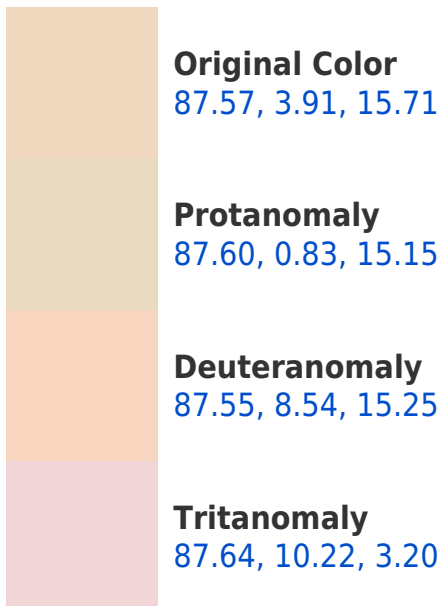 Original Color
87.57, 3.91, 15.71
Protanomaly
87.60, 0.83, 15.15
Deuteranomaly
87.55, 8.54, 15.25
Tritanomaly
87.64, 10.22, 3.20